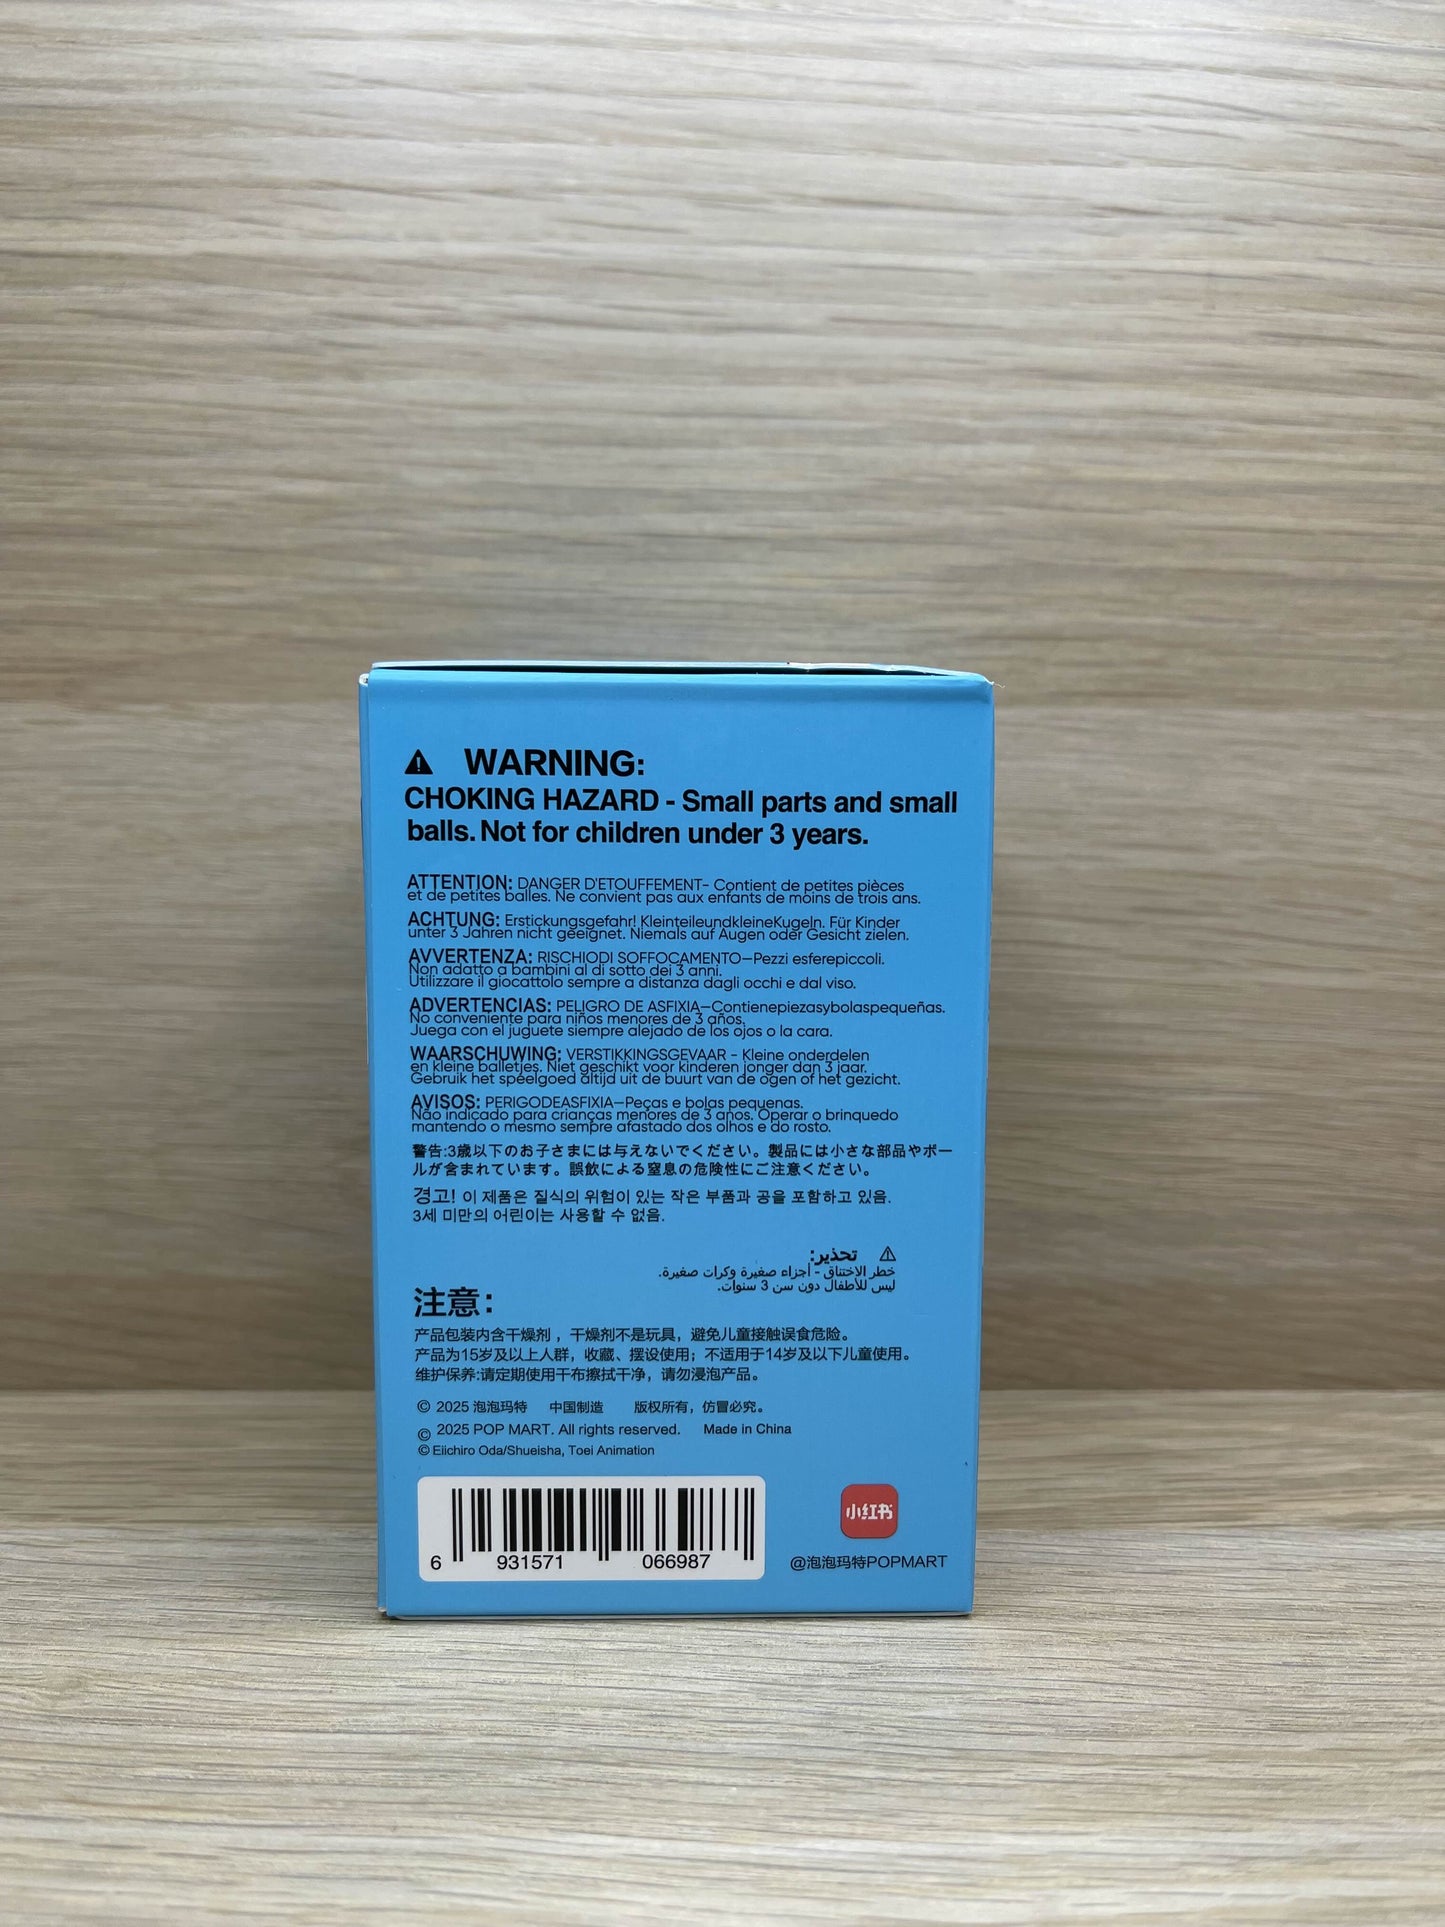 WARNING:
CHOKING HAZARD - Small parts and small
balls. Not for children under 3 years.
ATTENTION: DANGER D'ETOUFFEMENT- Contient de petites pièces
et de petites balles. Ne convient pas aux enfants de moins de trois ans.
ACHTUNG: Erstickungsgefahr! KleinteileundkleineKugeln. Für Kinder
unter 3 Jahren nicht geeignet. Niemals auf Augen oder Gesicht zielen.
AVVERTENZA: RISCHIODI SOFFOCAMENTO—Pezzi esferepiccoli.
Non adatto a bambini al di sotto dei 3 anni.
Utilizzare il giocattolo sempre a distanza dagli occhi e dal viso.
ADVERTENCIAS: PELIGRO DE ASFIXIA—Contienepiezasybolaspequeñas.
No conveniente para niños menores de 3 años.
Juega con el juguete siempre alejado de los ojos o la cara.
WAARSCHUWING: VERSTIKKINGSGEVAAR - Kleine onderdelen
en kleine balletjes. Niet geschikt voor kinderen jonger dan 3 jaar.
Gebruik het speelgoed altijd uit de buurt van de ogen of het gezicht.
AVISOS: PERIGODEASFIXIA—Peças e bolas pequenas.
Não indicado para crianças menores de 3 anos. Operar o brinquedo
mantendo o mesmo sempre afastado dos olhos e do rosto.
警告:3歳以下のお子さまには与えないでください。製品には小さな部品やボー
ルが含まれています。誤飲による窒息の危険性にご注意ください。
경고! 이 제품은 질식의 위험이 있는 작은 부품과 공을 포함하고 있음.
3세 미만의 어린이는 사용할 수 없음.
تحذير:
خطر الاختناق - أجزاء صغيرة وكرات صغيرة.
ليس للأطفال دون سن 3 سنوات.
注意：
产品包装内含干燥剂，干燥剂不是玩具，避免儿童接触误食危险。
产品为15岁及以上人群，收藏、摆设使用；不适用于14岁及以下儿童使用。
维护保养:请定期使用干布擦拭干净，请勿浸泡产品。
© 2025 泡泡玛特 中国制造 版权所有，仿冒必究。
© 2025 POP MART. All rights reserved. Made in China
© Eiichiro Oda/Shueisha, Toei Animation
小红书
6 931571 066987
@泡泡玛特POPMART